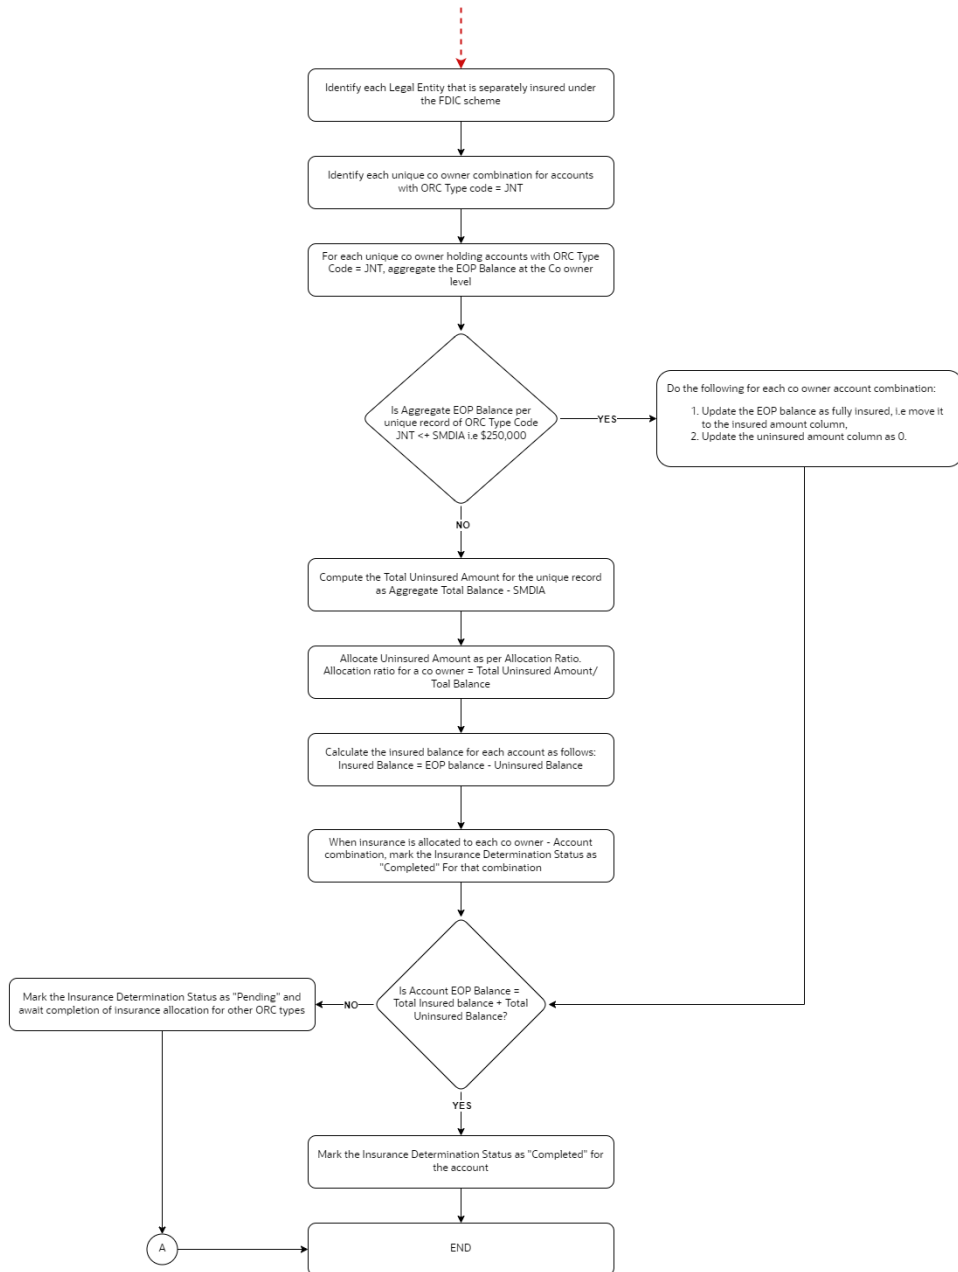 Identify each Legal Entity that is separately insured under
the FDIC scheme
Identify each unique co owner combination for accounts
with ORC Type code = JNT
For each unique co owner holding accounts with ORC Type
Code = JNT, aggregate the EOP Balance at the Co owner
level
Is Aggregate EOP Balance per
unique record of ORC Type Code
JNT <+ SMDIA i.e $250,000
YES
Do the following for each co owner account combination:
1. Update the EOP balance as fully insured, i.e move it
to the insured amount column,
2. Update the uninsured amount column as 0.
NO
Compute the Total Uninsured Amount for the unique record
as Aggregate Total Balance - SMDIA
Allocate Uninsured Amount as per Allocation Ratio.
Allocation ratio for a co owner = Total Uninsured Amount/
Toal Balance
Calculate the insured balance for each account as follows:
Insured Balance = EOP balance - Uninsured Balance
When insurance is allocated to each co owner - Account
combination, mark the Insurance Determination Status as
"Completed" For that combination
Is Account EOP Balance =
Total Insured balance + Total
Uninsured Balance?
NO
Mark the Insurance Determination Status as "Pending" and
await completion of insurance allocation for other ORC types
YES
Mark the Insurance Determination Status as "Completed" for
the account
A
END